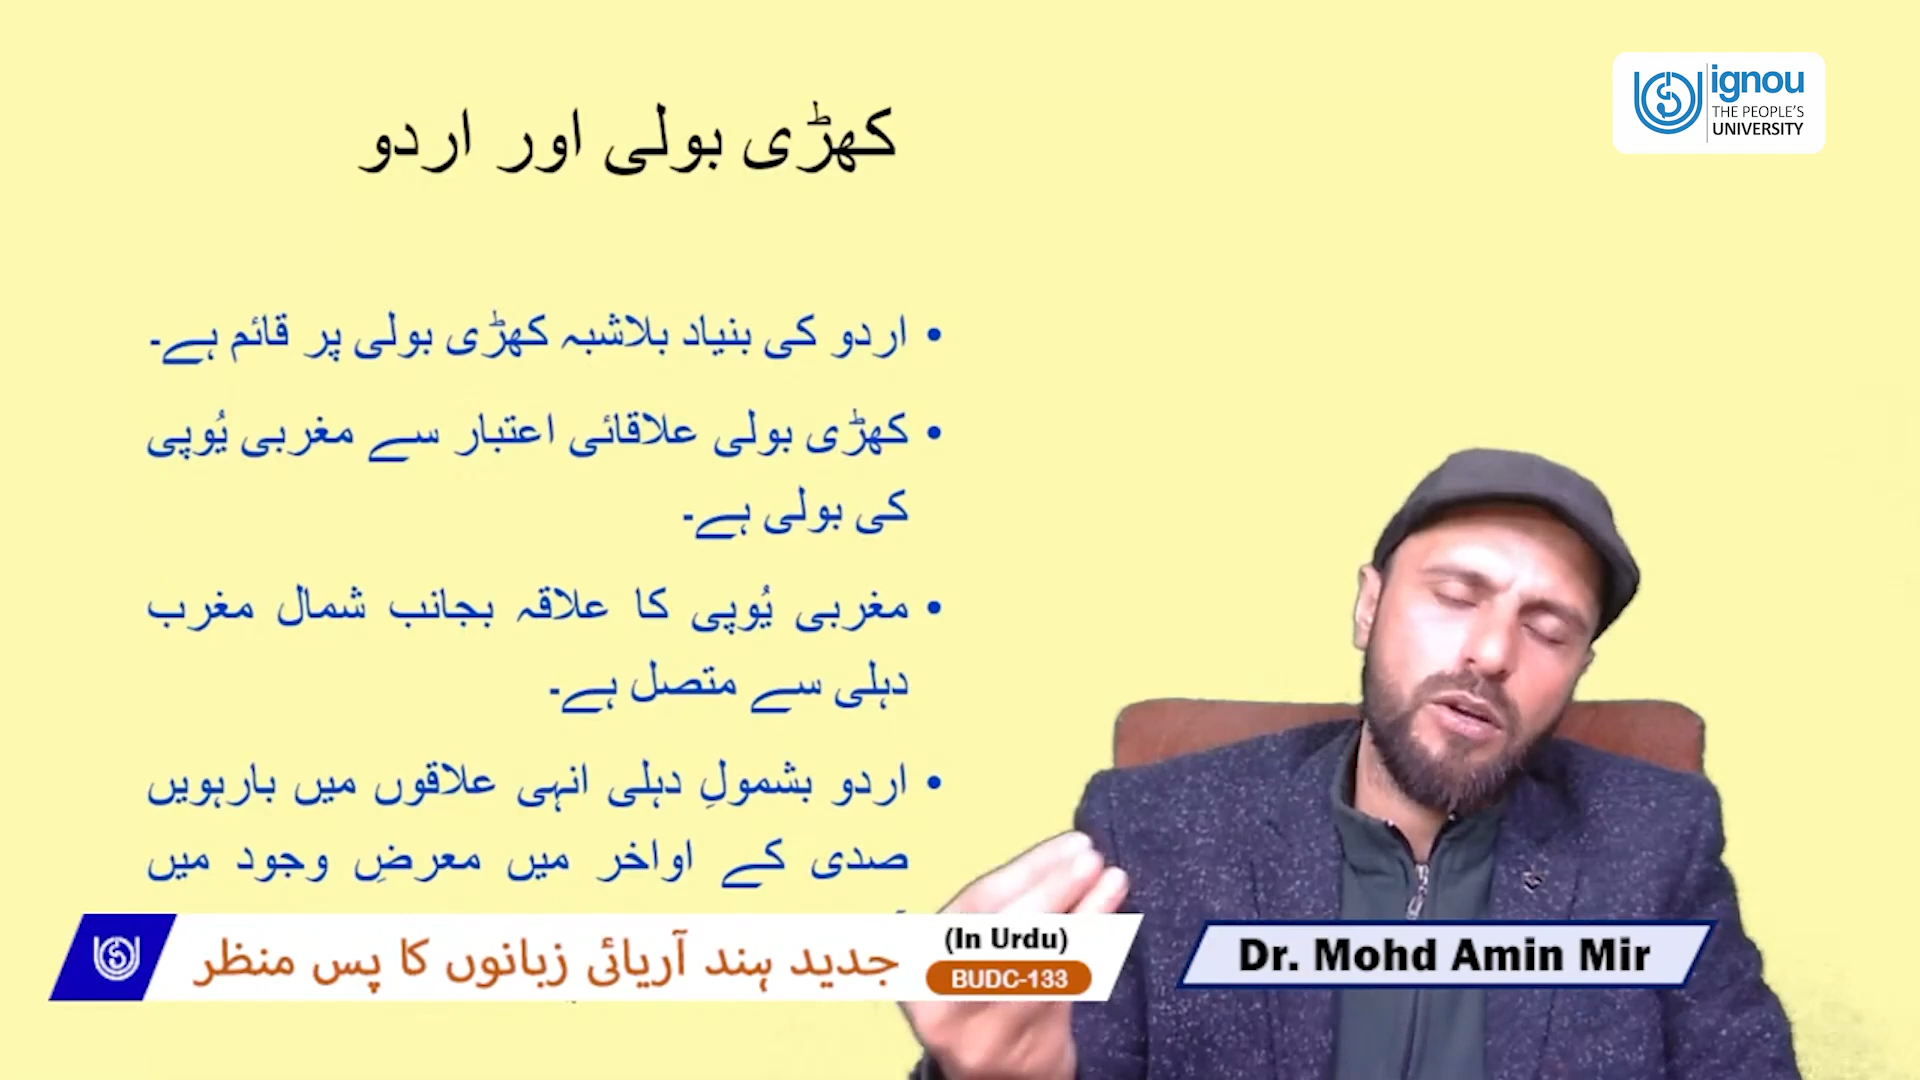 کھڑی بولی اور اردو
ignou
THE PEOPLE'S
UNIVERSITY
• اردو کی بنیاد بلاشبہ کھڑی بولی پر قائم ہے۔
• کھڑی بولی علاقائی اعتبار سے مغربی یُوپی
کی بولی ہے۔
• مغربی یُوپی کا علاقہ بجانب شمال مغرب
دہلی سے متصل ہے۔
• اردو بشمولِ دہلی انہی علاقوں میں بارہویں
صدی کے اواخر میں معرضِ وجود میں
جدید ہند آریائی زبانوں کا پس منظر
(In Urdu)
BUDC-133
Dr. Mohd Amin Mir